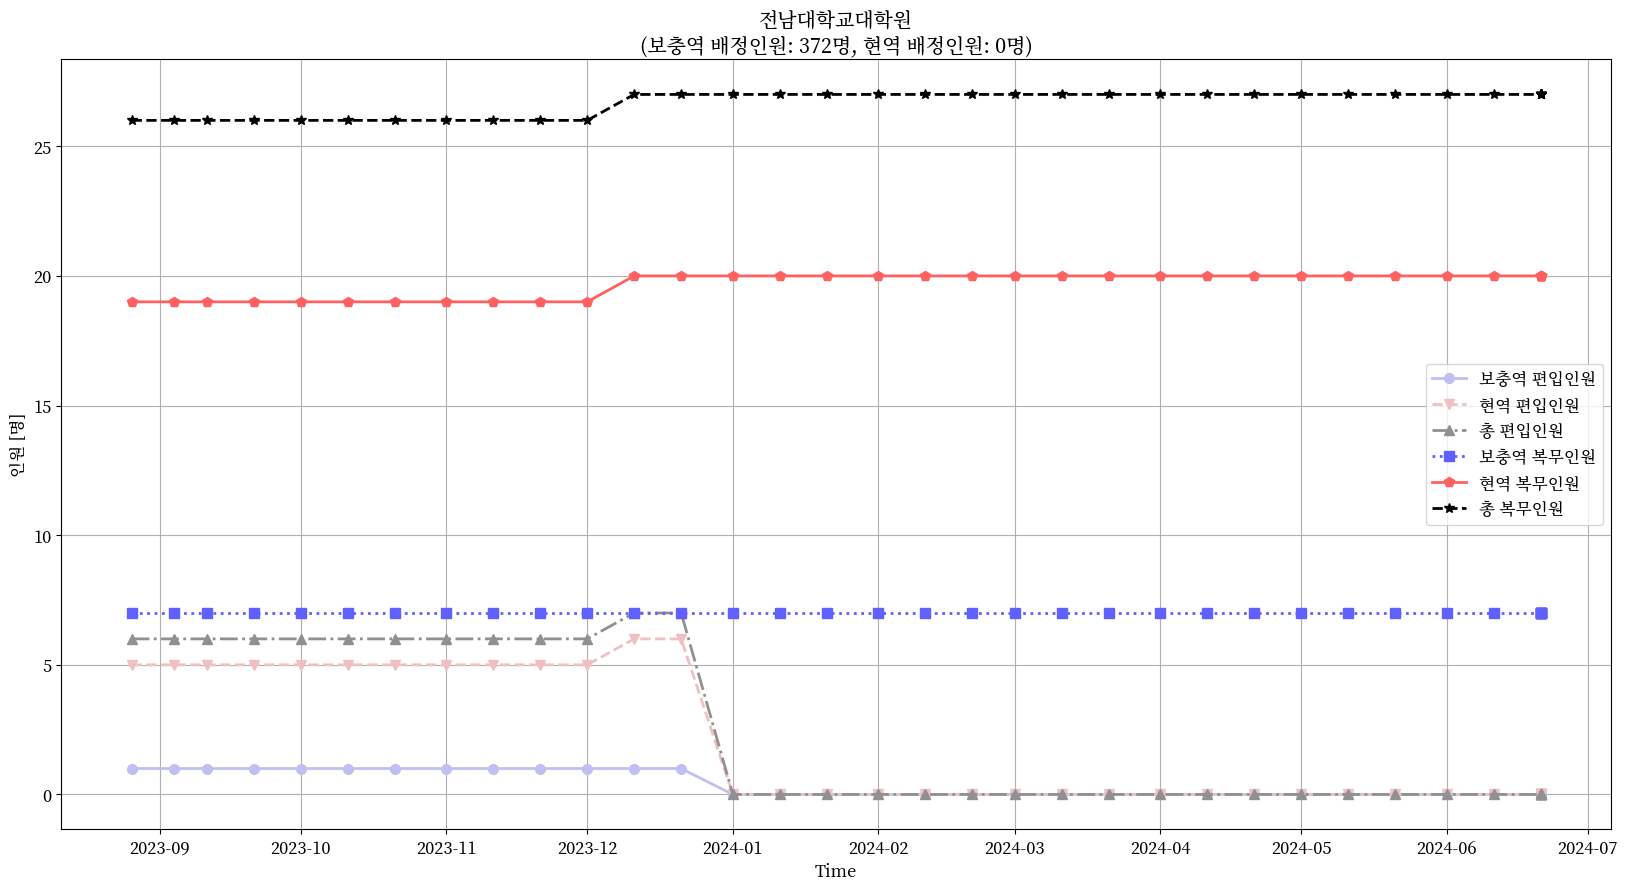 전남대학교대학원
(보충역 배정인원: 372명, 현역 배정인원: 0명)
인원 [명]
25
20
15
10
5
0
보충역 편입인원
현역 편입인원
총 편입인원
보충역 복무인원
현역 복무인원
총 복무인원
2023-09
2023-10
2023-11
2023-12
2024-01
2024-02
2024-03
2024-04
2024-05
2024-06
2024-07
Time